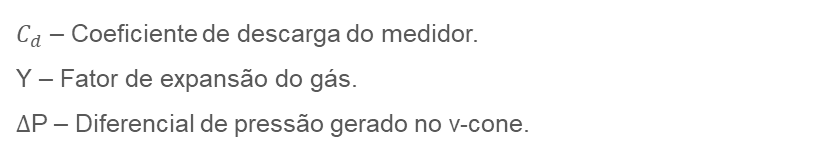 C_d – Coeficiente de descarga do medidor.
Y – Fator de expansão do gás.
ΔP – Diferencial de pressão gerado no v-cone.